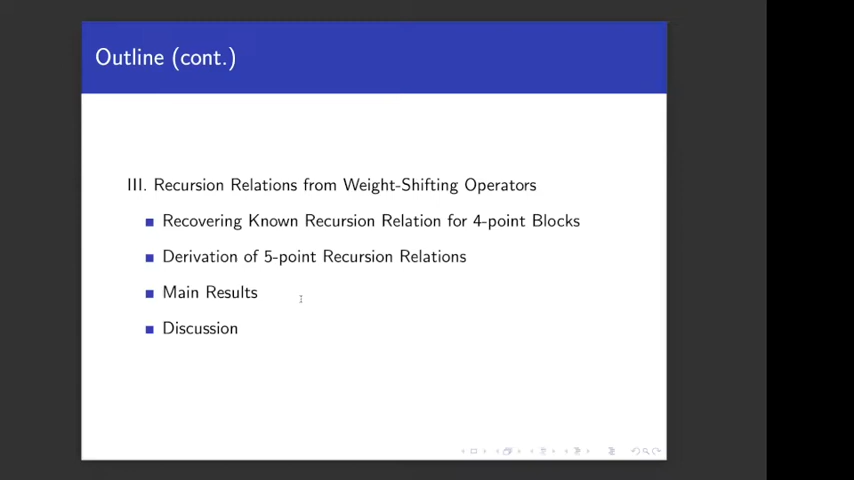 Outline (cont.)
III. Recursion Relations from Weight-Shifting Operators
Recovering Known Recursion Relation for 4-point Blocks
Derivation of 5-point Recursion Relations
Main Results
Discussion